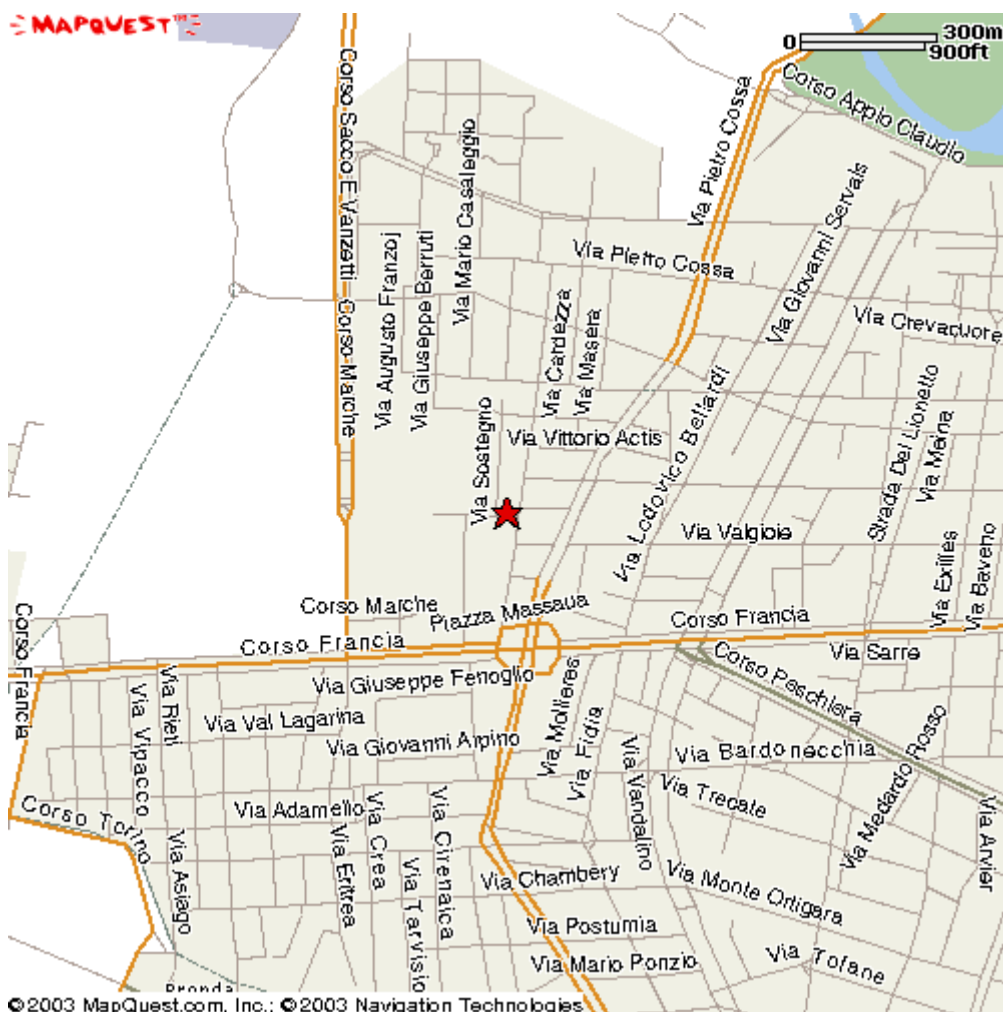 MAPQUEST
0 300m
900ft
Corso Sacco E Vanzetti - Corso Marche
Via Pietro Cossa
Corso Appio Claudio
Via Mario Casaleggio
Via Giovanni Servais
Via Augusto Franzoj
Via Giuseppe Berruti
Via Pietro Cossa
Via Cardezza
Via Masera
Via Crevacuore
Via Lodovico Bellardi
Strada Del Lionetto
Via Meina
Via Sostegno
Via Vittorio Actis
Via Valgioie
Via Exilles
Via Baveno
Corso Francia
Corso Marche
Piazza Massaua
Corso Francia
Corso Francia
Via Sarre
Corso Peschiera
Via Giuseppe Fenoglio
Via Rieti
Via Vipacco
Via Val Lagarina
Via Giovanni Arpino
Via Mollieres
Via Fidia
Via Vandalino
Via Bardonecchia
Via Medardo Rosso
Via Trecate
Corso Torino
Via Adamello
Via Asiago
Via Eritrea
Via Crea
Via Cirenaica
Via Tarvisio
Via Arvier
Via Chambery
Via Monte Ortigara
Via Postumia
Via Mario Ponzio
Via Tofane
Pronda
©2003 MapQuest.com, Inc.; ©2003 Navigation Technologies